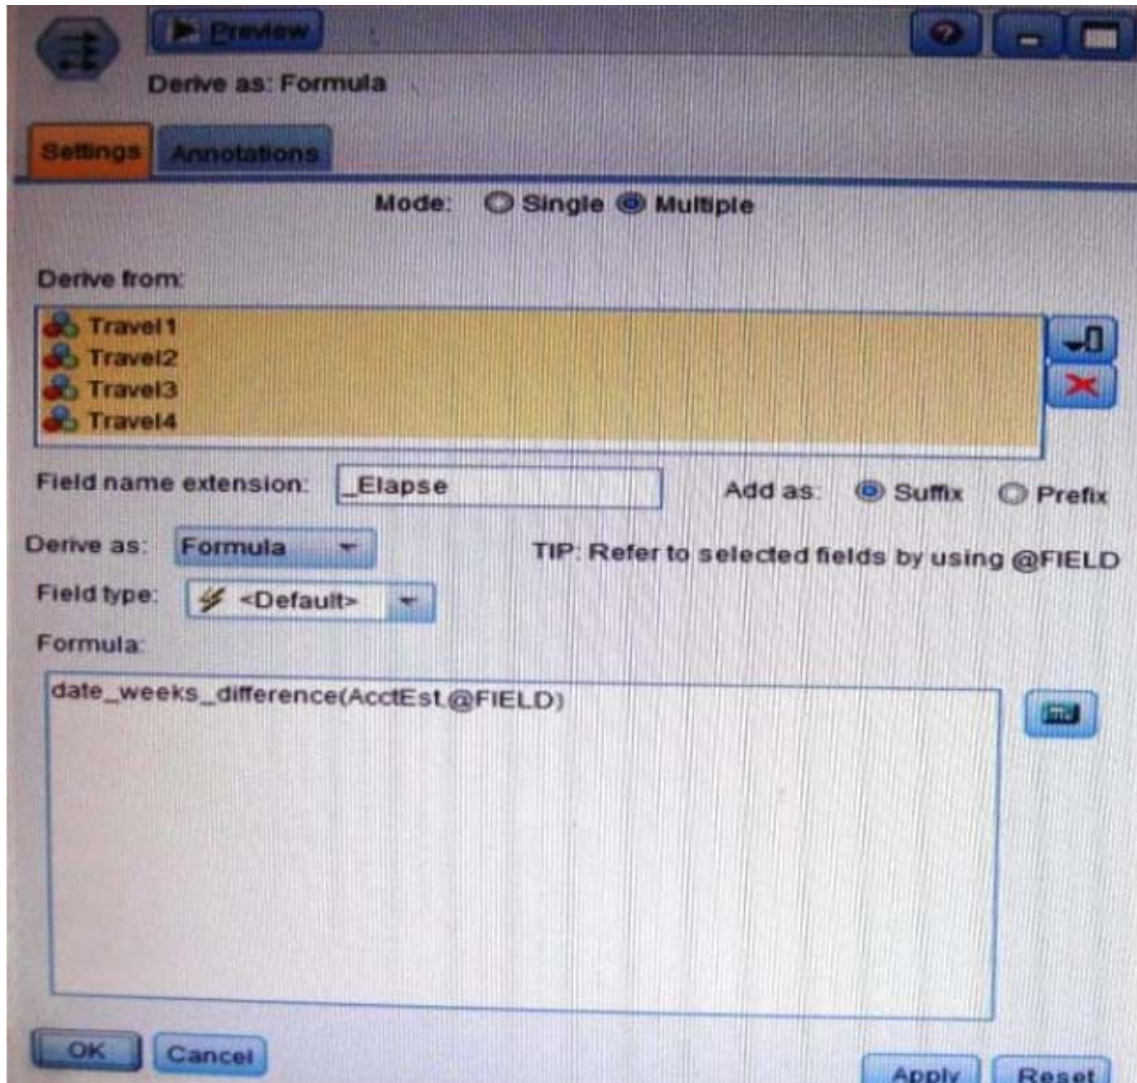 Preview
Derive as: Formula
Settings Annotations
Mode: Single Multiple
Derive from:
Travel1
Travel2
Travel3
Travel4
Field name extension: _Elapse Add as: Suffix Prefix
Derive as: Formula TIP: Refer to selected fields by using @FIELD
Field type: <Default>
Formula:
date_weeks_difference(AcctEst,@FIELD)
OK Cancel Apply Reset